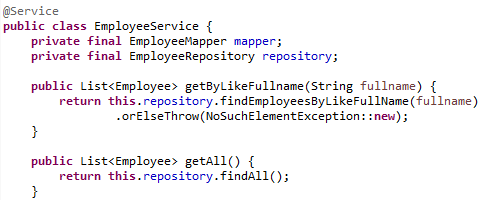 @Service
public class EmployeeService {
    private final EmployeeMapper mapper;
    private final EmployeeRepository repository;

    public List<Employee> getByLikeFullname(String fullname) {
        return this.repository.findEmployeesByLikeFullName(fullname)
                .orElseThrow(NoSuchElementException::new);
    }

    public List<Employee> getAll() {
        return this.repository.findAll();
    }